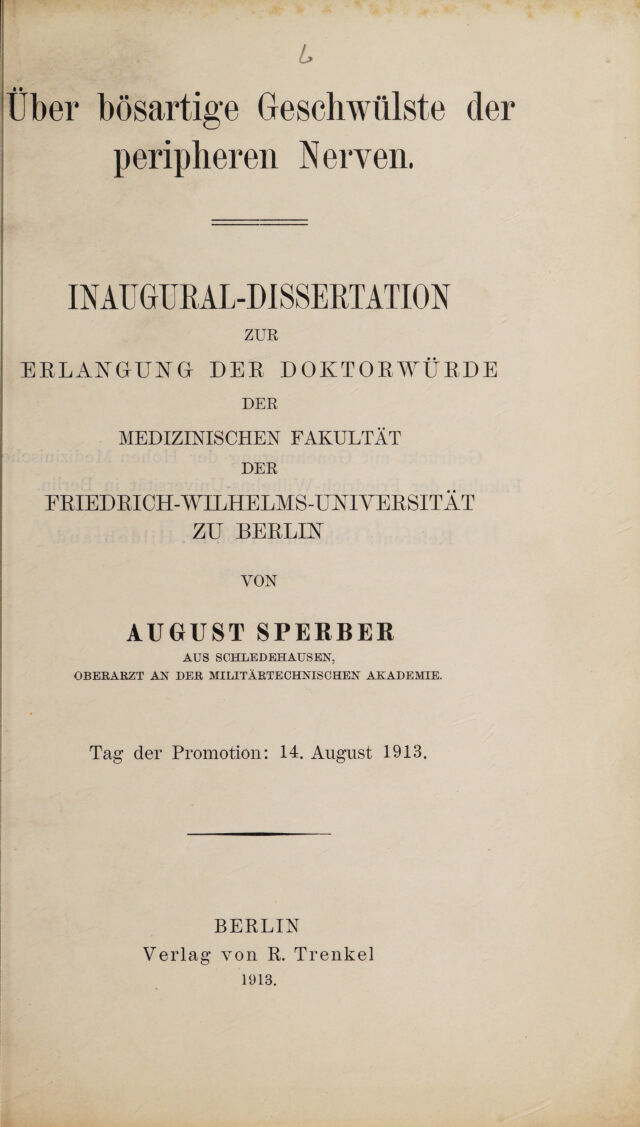 6
Über bösartige Geschwülste der
peripheren Nerven.
INAUGURAL-DISSERTATION
ZUR
ERLANGUNG DER DOKTORWÜRDE
DER
MEDIZINISCHEN FAKULTÄT
DER
FRIEDRICH-WILHELMS-UNIVERSITÄT
ZU BERLIN
VON
AUGUST SPERBER
AUS SCHLEDEHAUSEN,
OBERARZT AN DER MILITÄRTECHNISCHEN AKADEMIE.
Tag der Promotion: 14. August 1913.
BERLIN
Verlag von R. Trenkel
1913.